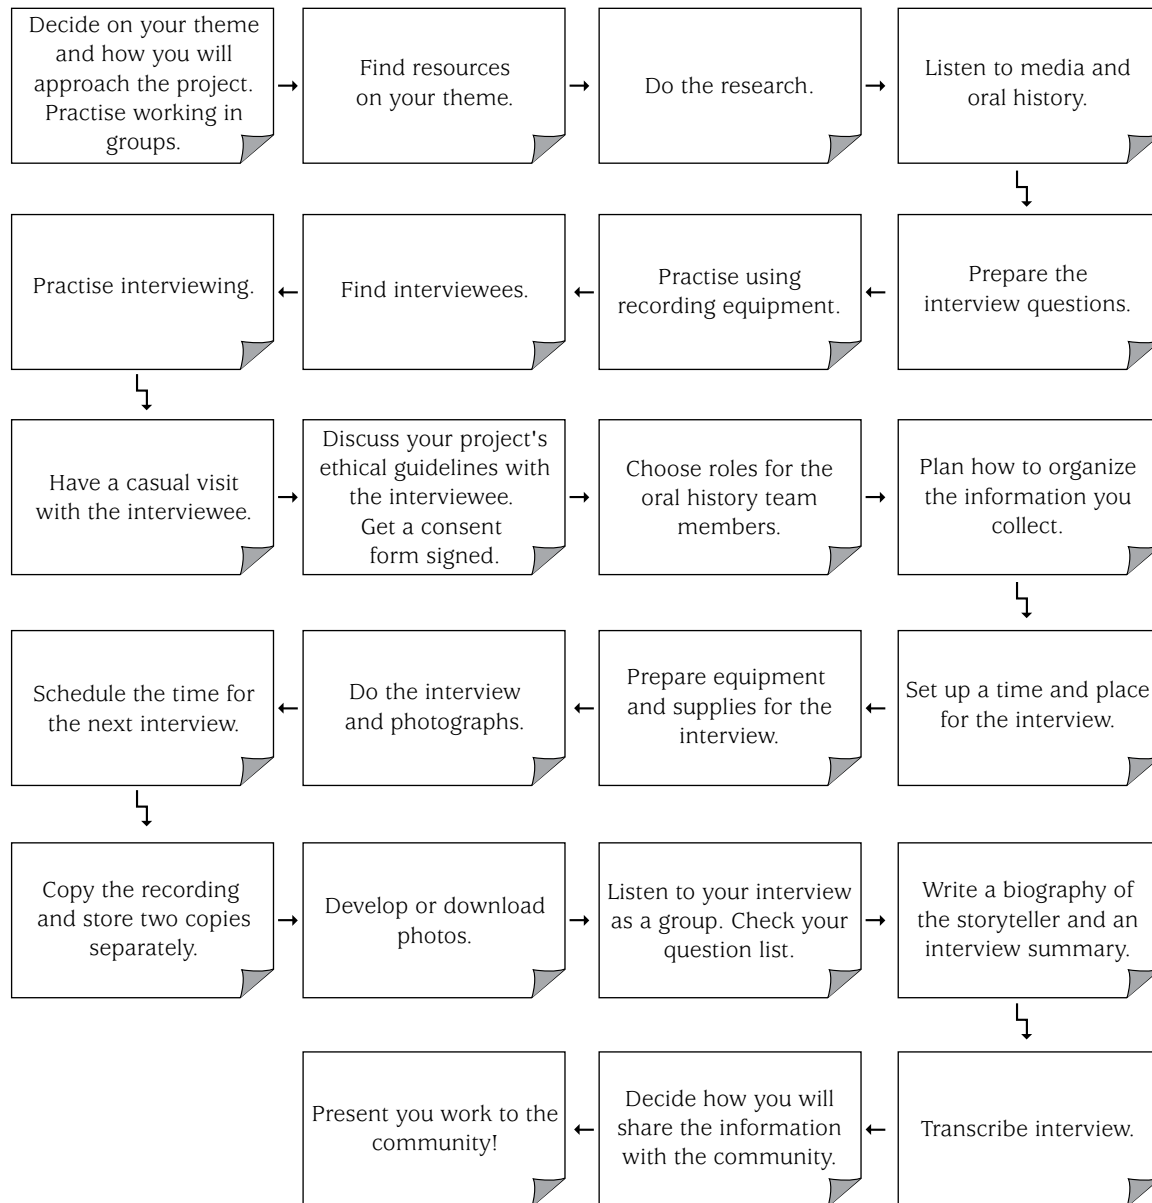 Decide on your theme
and how you will
approach the project.
Practise working in
groups.
Find resources
on your theme.
Do the research.
Listen to media and
oral history.
Prepare the
interview questions.
Practise using
recording equipment.
Find interviewees.
Practise interviewing.
Have a casual visit
with the interviewee.
Discuss your project's
ethical guidelines with
the interviewee.
Get a consent
form signed.
Choose roles for the
oral history team
members.
Plan how to organize
the information you
collect.
Set up a time and place
for the interview.
Prepare equipment
and supplies for the
interview.
Do the interview
and photographs.
Schedule the time for
the next interview.
Copy the recording
and store two copies
separately.
Develop or download
photos.
Listen to your interview
as a group. Check your
question list.
Write a biography of
the storyteller and an
interview summary.
Transcribe interview.
Decide how you will
share the information
with the community.
Present you work to the
community!